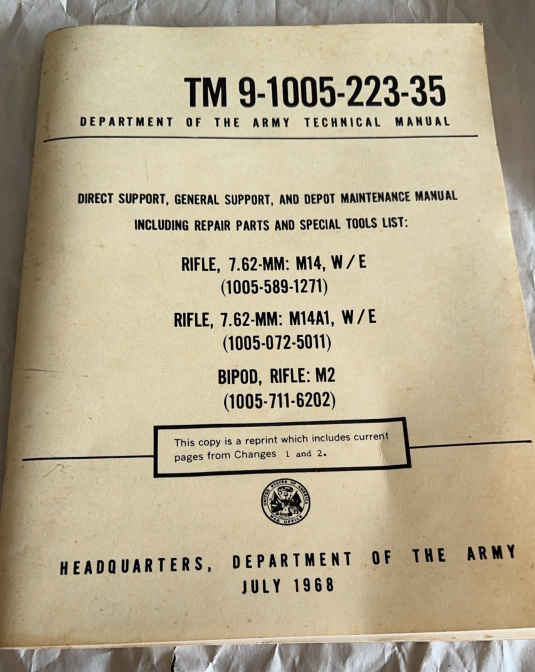 TM 9-1005-223-35
DEPARTMENT OF THE ARMY TECHNICAL MANUAL
DIRECT SUPPORT, GENERAL SUPPORT, AND DEPOT MAINTENANCE MANUAL
INCLUDING REPAIR PARTS AND SPECIAL TOOLS LIST:
RIFLE, 7.62-MM: M14, W/E
(1005-589-1271)
RIFLE, 7.62-MM: M14A1, W/E
(1005-072-5011)
BIPOD, RIFLE: M2
(1005-711-6202)
This copy is a reprint which includes current
pages from Changes 1 and 2.
HEADQUARTERS, DEPARTMENT OF THE ARMY
JULY 1968